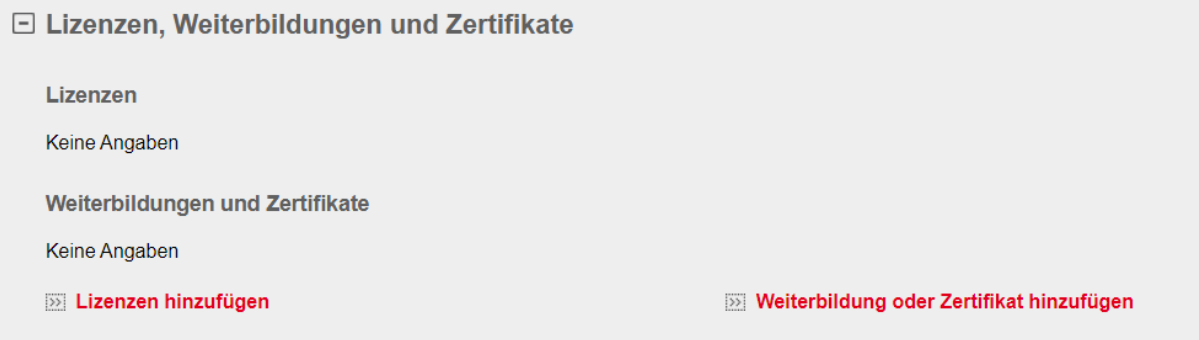 Lizenzen, Weiterbildungen und Zertifikate
Lizenzen
Keine Angaben
Weiterbildungen und Zertifikate
Keine Angaben
Lizenzen hinzufügen
Weiterbildung oder Zertifikat hinzufügen